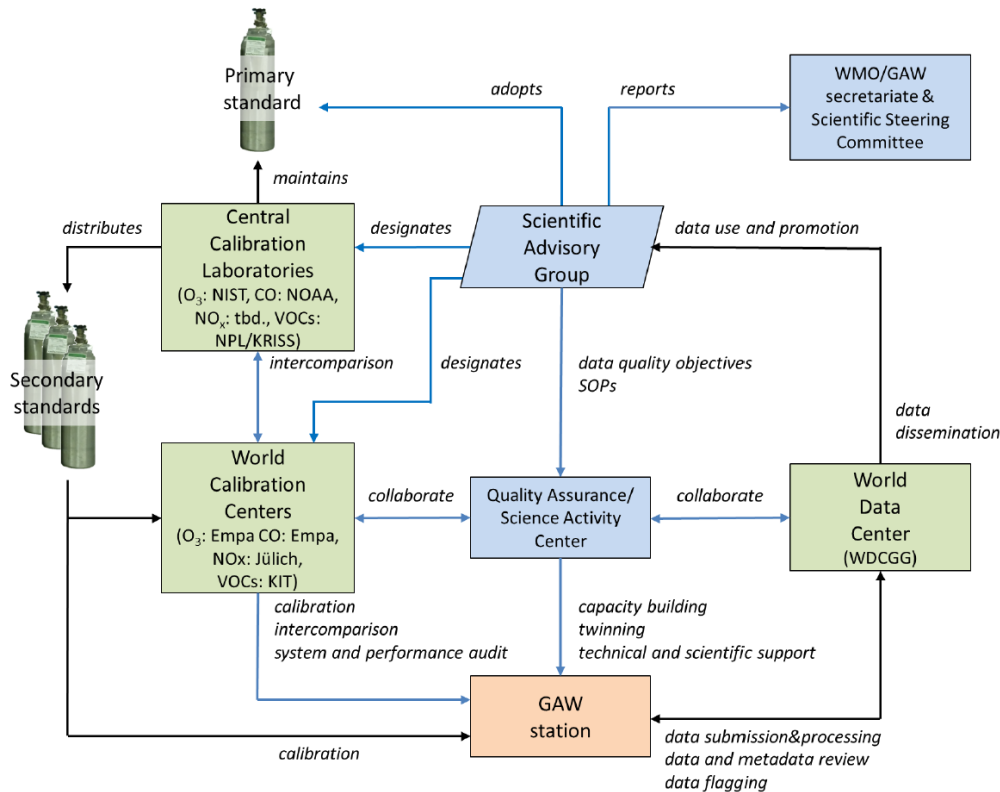 Primary
standard
adopts
reports
WMO/GAW
secretariate &
Scientific Steering
Committee
maintains
distributes
Central
Calibration
Laboratories
(O₃: NIST, CO: NOAA,
NOₓ: tbd., VOCs:
NPL/KRISS)
designates
Scientific
Advisory
Group
data use and promotion
Secondary
standards
intercomparison
designates
data quality objectives
SOPs
data
dissemination
World
Calibration
Centers
(O₃: Empa CO: Empa,
NOx: Jülich,
VOCs: KIT)
collaborate
Quality Assurance/
Science Activity
Center
collaborate
World
Data
Center
(WDCGG)
calibration
intercomparison
system and performance audit
capacity building
twinning
technical and scientific support
GAW
station
calibration
data submission&processing
data and metadata review
data flagging